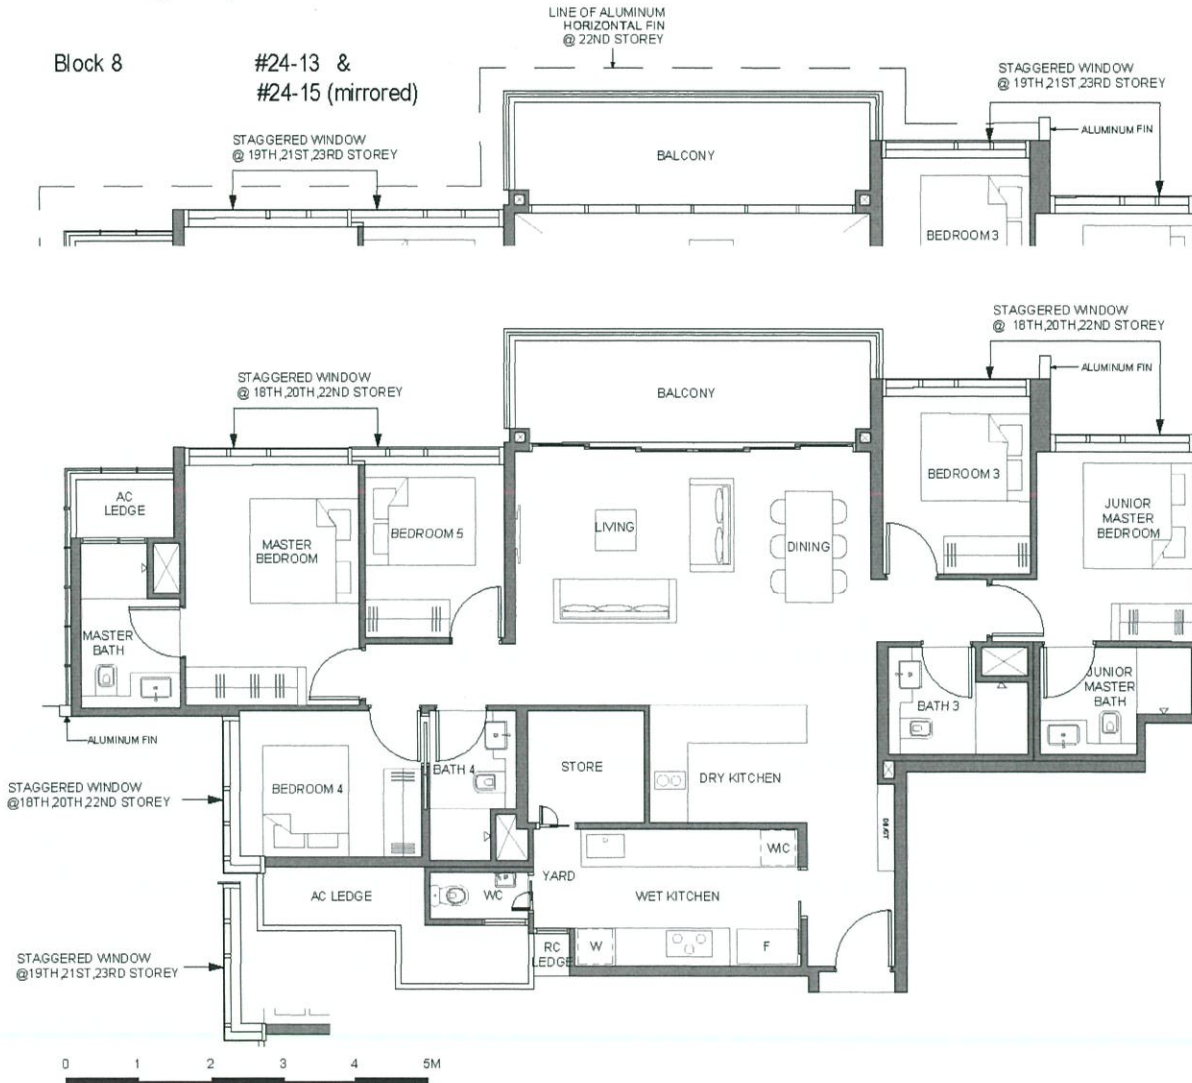 LINE OF ALUMINUM
HORIZONTAL FIN
@ 22ND STOREY
Block 8
#24-13 &
#24-15 (mirrored)
STAGGERED WINDOW
@ 19TH,21ST,23RD STOREY
STAGGERED WINDOW
@ 19TH,21ST,23RD STOREY
ALUMINUM FIN
BALCONY
BEDROOM 3
STAGGERED WINDOW
@ 18TH,20TH,22ND STOREY
ALUMINUM FIN
STAGGERED WINDOW
@ 18TH,20TH,22ND STOREY
BALCONY
AC
LEDGE
MASTER
BEDROOM
BEDROOM 5
LIVING
DINING
BEDROOM 3
JUNIOR
MASTER
BEDROOM
MASTER
BATH
BATH 3
JUNIOR
MASTER
BATH
ALUMINUM FIN
STAGGERED WINDOW
@18TH,20TH,22ND STOREY
BEDROOM 4
BATH 4
STORE
DRY KITCHEN
DB/ICT
W/C
YARD
AC LEDGE
WC
WET KITCHEN
RC
LEDGE
W
F
STAGGERED WINDOW
@19TH,21ST,23RD STOREY
0 1 2 3 4 5M